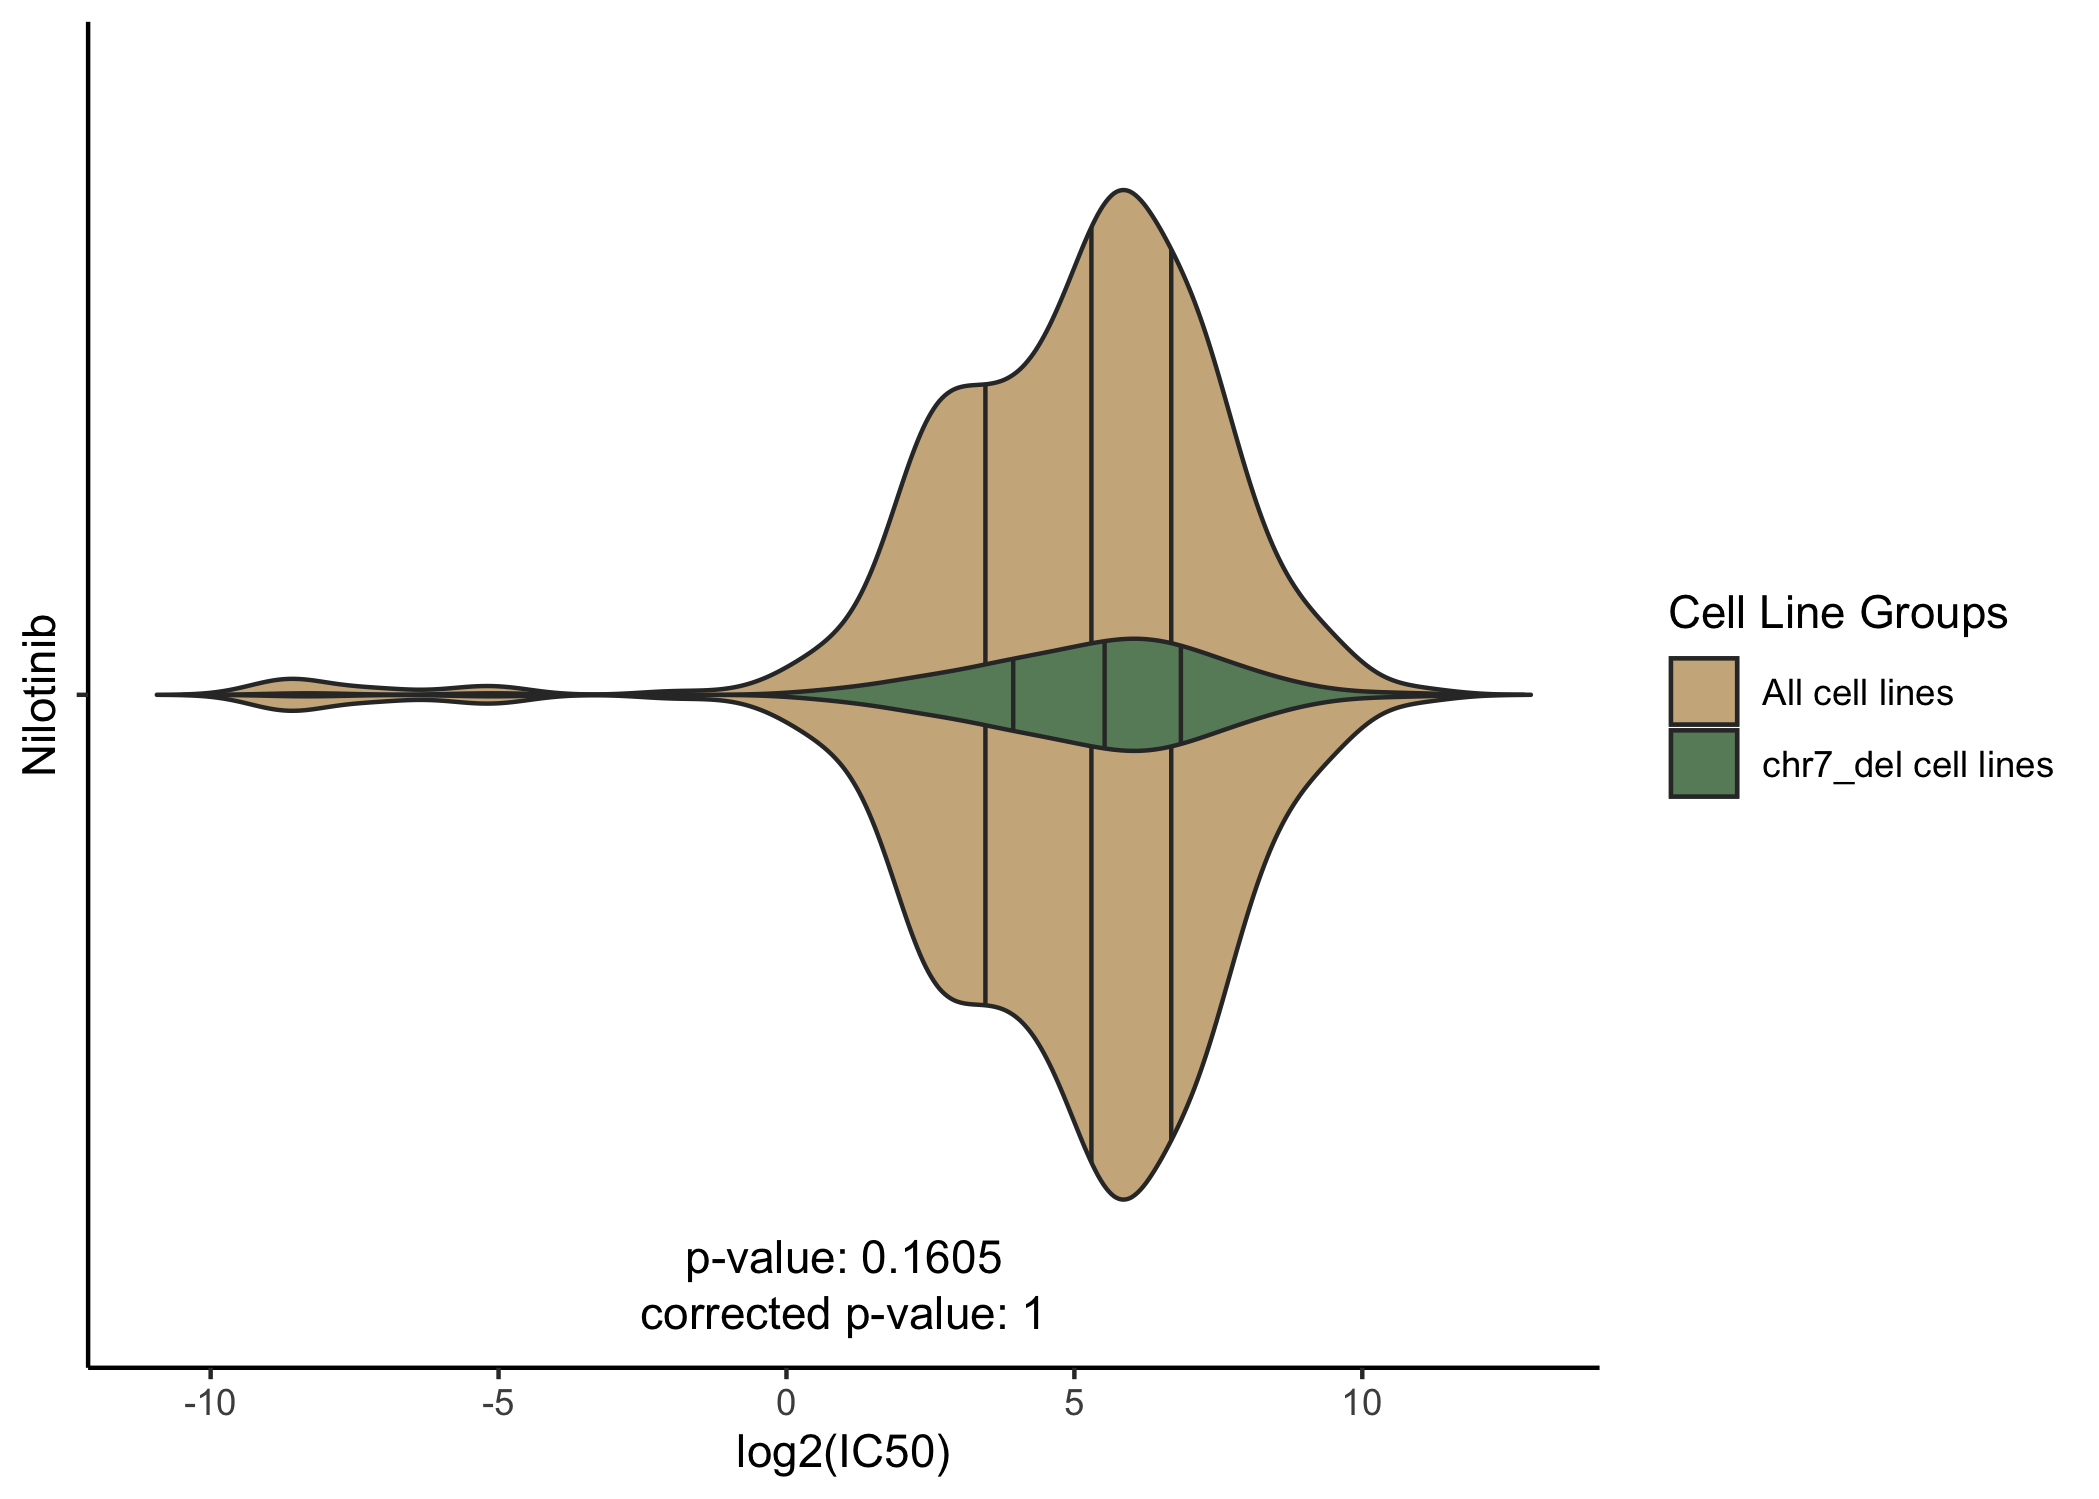 Nilotinib
p-value: 0.1605
corrected p-value: 1
-10
-5
0
5
10
log2(IC50)
Cell Line Groups
All cell lines
chr7_del cell lines